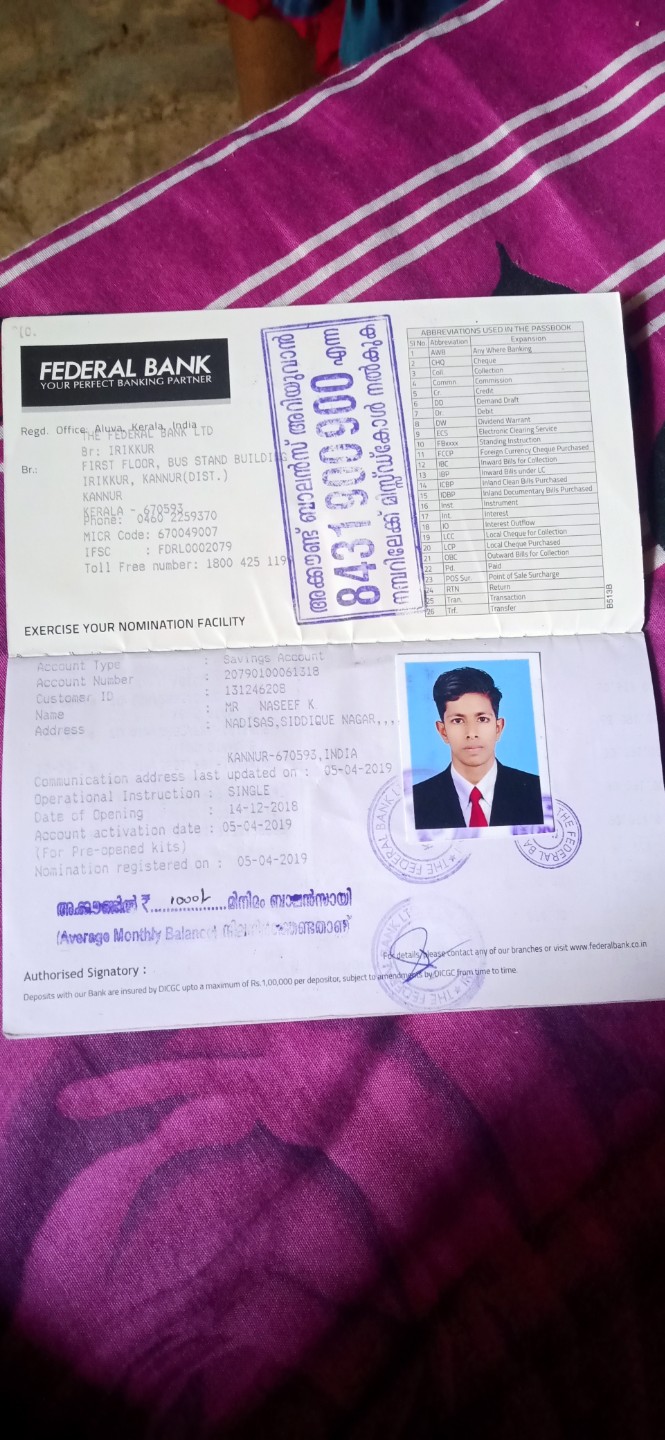 FEDERAL BANK
YOUR PERFECT BANKING PARTNER
Regd. Office: Aluva, Kerala, India
THE FEDERAL BANK LTD
Br.:
Br: IRIKKUR
FIRST FLOOR, BUS STAND BUILDING
IRIKKUR, KANNUR(DIST.)
KANNUR
KERALA - 670593
Phone: 0460 2259370
MICR Code: 670049007
IFSC : FDRL0002079
Toll Free number: 1800 425 119
EXERCISE YOUR NOMINATION FACILITY
അക്കൗണ്ട് ബാലൻസ് അറിയുവാൻ
8431900900 എന്ന
നമ്പറിലേക്ക് മിസ്സ്ഡ്കോൾ നൽകുക
ABBREVIATIONS USED IN THE PASSBOOK
Sl No. Abbreviation Expansion
1 AWB Any Where Banking
2 CHQ Cheque
3 Coll. Collection
4 Commn. Commission
5 Cr. Credit
6 DD Demand Draft
7 Dr. Debit
8 DW Dividend Warrant
9 ECS Electronic Clearing Service
10 Standing Instruction
11 FCCP Foreign Currency Cheque Purchased
12 IBC Inward Bills for Collection
13 IBP Inward Bills under LC
14 ICBP Inland Clean Bills Purchased
15 IDBP Inland Documentary Bills Purchased
16 Inst. Instrument
17 Int. Interest
18 IO Interest Outflow
19 LCC Local Cheque for Collection
20 LCP Local Cheque Purchased
21 OBC Outward Bills for Collection
22 Pd. Paid
23 POS Sur. Point of Sale Surcharge
24 RTN Return
25 Tran. Transaction
26 Trf. Transfer
B513B
Account Type : Savings Account
Account Number : 20790100061318
Customer ID : 131246208
Name : MR NASEEF K
Address : NADISAS,SIDDIQUE NAGAR,,,
KANNUR-670593,INDIA
Communication address last updated on : 05-04-2019
Operational Instruction : SINGLE
Date of Opening : 14-12-2018
Account activation date : 05-04-2019
(For Pre-opened kits)
Nomination registered on : 05-04-2019
അക്കൗണ്ടിൽ ₹.....1000/.....മിനിമം ബാലൻസായി
(Average Monthly Balance)
THE FEDERAL BANK
THE FEDERAL BA
For details, please contact any of our branches or visit www.federalbank.co.in
Authorised Signatory :
Deposits with our Bank are insured by DICGC upto a maximum of Rs.1,00,000 per depositor, subject to amendments by DICGC from time to time.